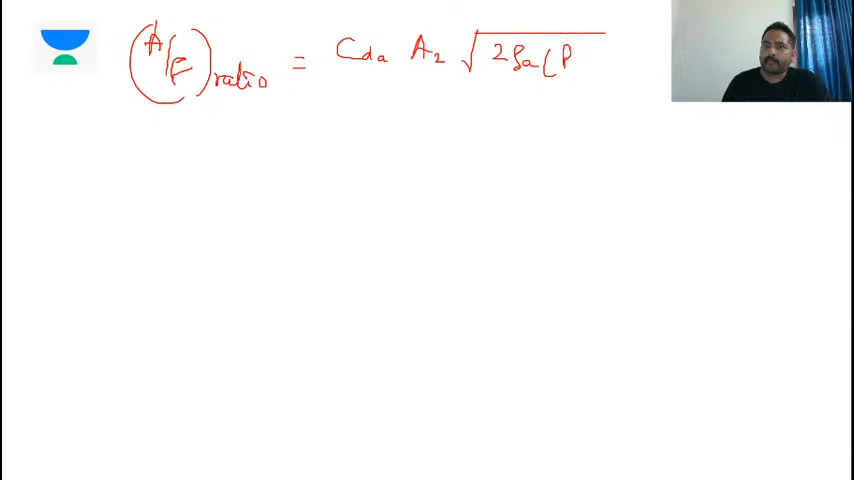 (A/F)ratio = Cda A2 √2ρa(P